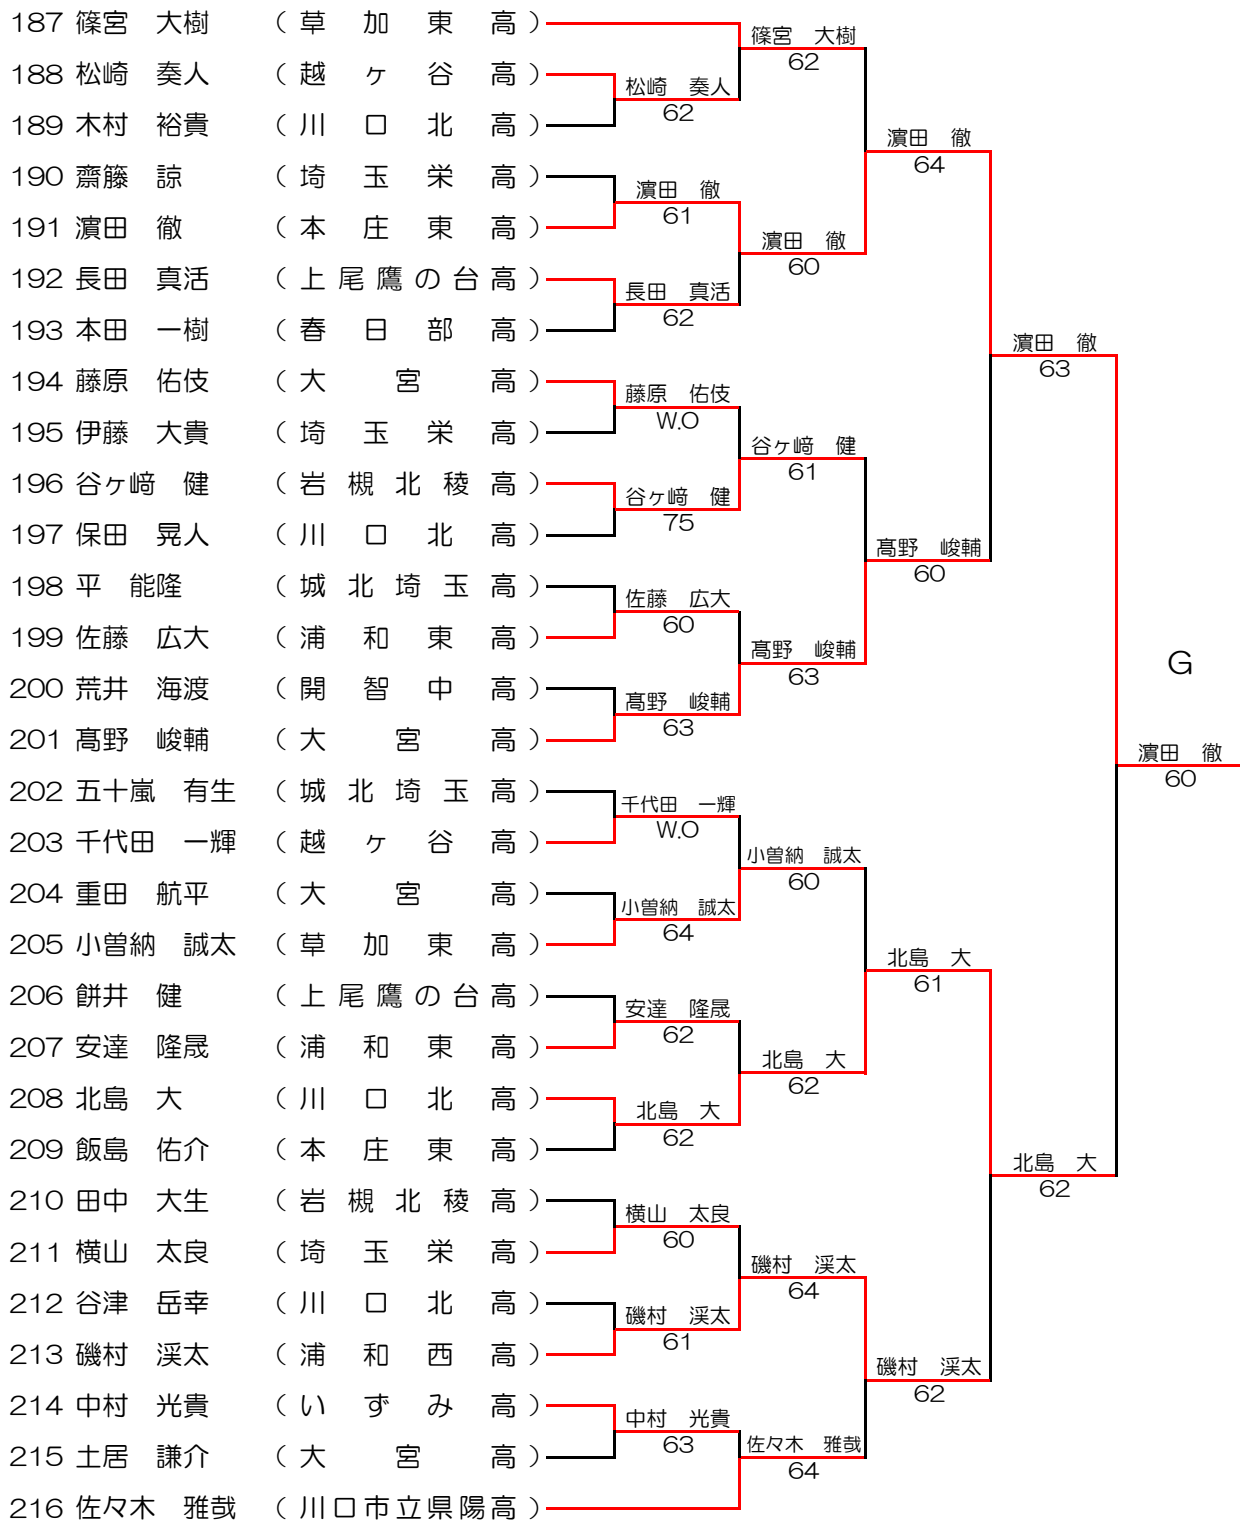 187 篠宮　大樹 （草加東高）
188 松崎　奏人 （越ヶ谷高）
189 木村　裕貴 （川口北高）
190 齋籐　諒 （埼玉栄高）
191 濵田　徹 （本庄東高）
192 長田　真活 （上尾鷹の台高）
193 本田　一樹 （春日部高）
194 藤原　佑伎 （大宮高）
195 伊藤　大貴 （埼玉栄高）
196 谷ヶ﨑　健 （岩槻北稜高）
197 保田　晃人 （川口北高）
198 平　能隆 （城北埼玉高）
199 佐藤　広大 （浦和東高）
200 荒井　海渡 （開智中高）
201 髙野　峻輔 （大宮高）
202 五十嵐　有生 （城北埼玉高）
203 千代田　一輝 （越ヶ谷高）
204 重田　航平 （大宮高）
205 小曽納　誠太 （草加東高）
206 餅井　健 （上尾鷹の台高）
207 安達　隆晟 （浦和東高）
208 北島　大 （川口北高）
209 飯島　佑介 （本庄東高）
210 田中　大生 （岩槻北稜高）
211 横山　太良 （埼玉栄高）
212 谷津　岳幸 （川口北高）
213 磯村　渓太 （浦和西高）
214 中村　光貴 （いずみ高）
215 土居　謙介 （大宮高）
216 佐々木　雅哉 （川口市立県陽高）
松崎　奏人
62
濵田　徹
61
長田　真活
62
藤原　佑伎
W.O
谷ヶ﨑　健
75
佐藤　広大
60
髙野　峻輔
63
千代田　一輝
W.O
小曽納　誠太
64
安達　隆晟
62
北島　大
62
横山　太良
60
磯村　渓太
61
中村　光貴
63
篠宮　大樹
62
濵田　徹
60
谷ヶ﨑　健
61
髙野　峻輔
63
小曽納　誠太
60
北島　大
62
磯村　渓太
64
佐々木　雅哉
64
濵田　徹
64
髙野　峻輔
60
北島　大
61
磯村　渓太
62
濵田　徹
63
北島　大
62
G
濵田　徹
60